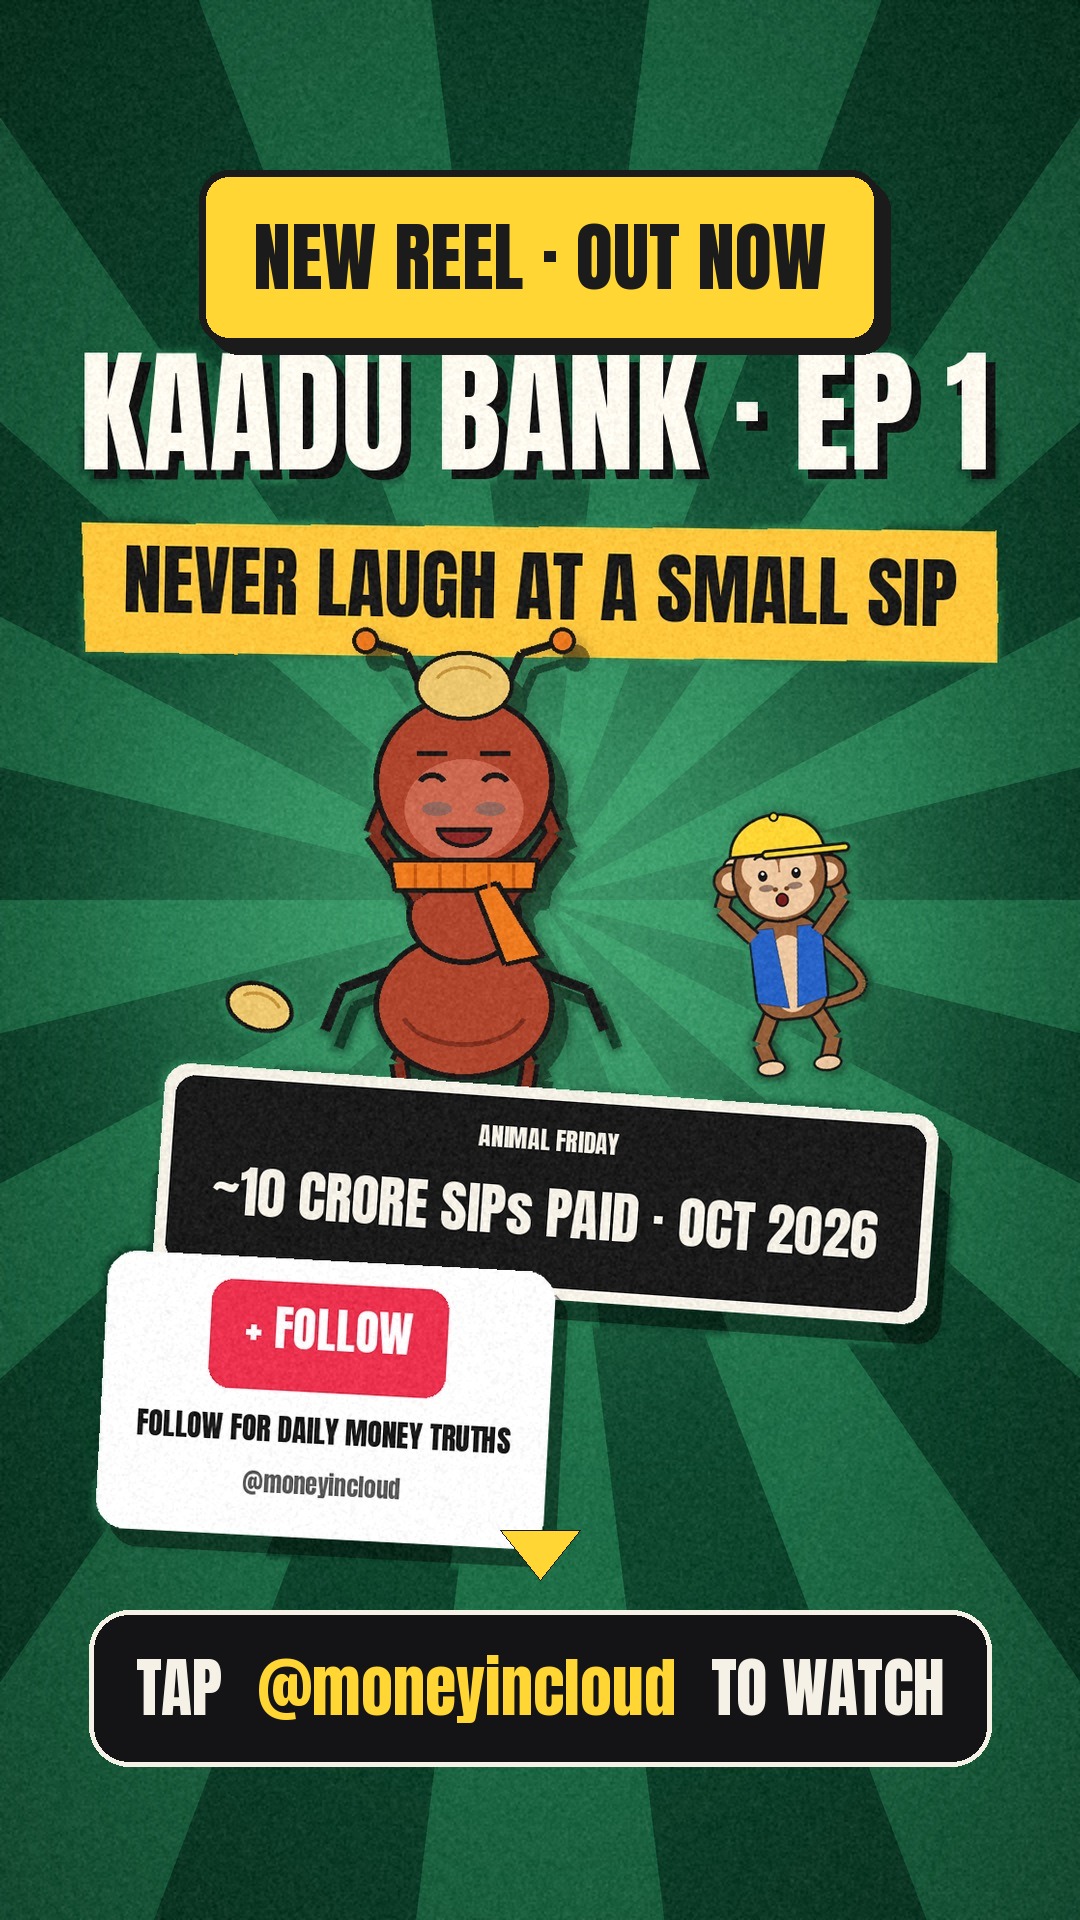 NEW REEL · OUT NOW
KAADU BANK · EP 1
NEVER LAUGH AT A SMALL SIP
ANIMAL FRIDAY
~10 CRORE SIPs PAID · OCT 2026
+ FOLLOW
FOLLOW FOR DAILY MONEY TRUTHS
@moneyincloud
TAP @moneyincloud TO WATCH